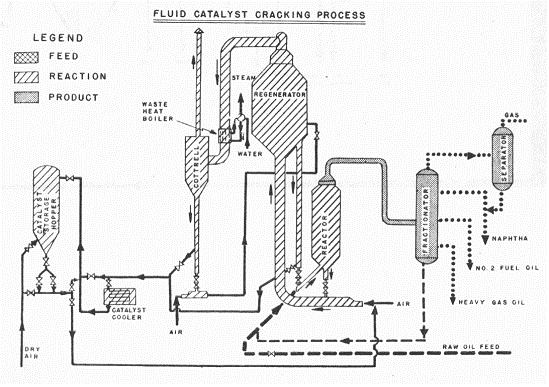 FLUID CATALYST CRACKING PROCESS
LEGEND
FEED
REACTION
PRODUCT
STEAM
WASTE
HEAT
BOILER
WATER
REGENERATOR
COTTRELL
CATALYST
STORAGE
HOPPER
REACTOR
FRACTIONATOR
SEPARATOR
GAS
NAPHTHA
NO. 2 FUEL OIL
HEAVY GAS OIL
CATALYST
COOLER
AIR
AIR
DRY
AIR
RAW OIL FEED